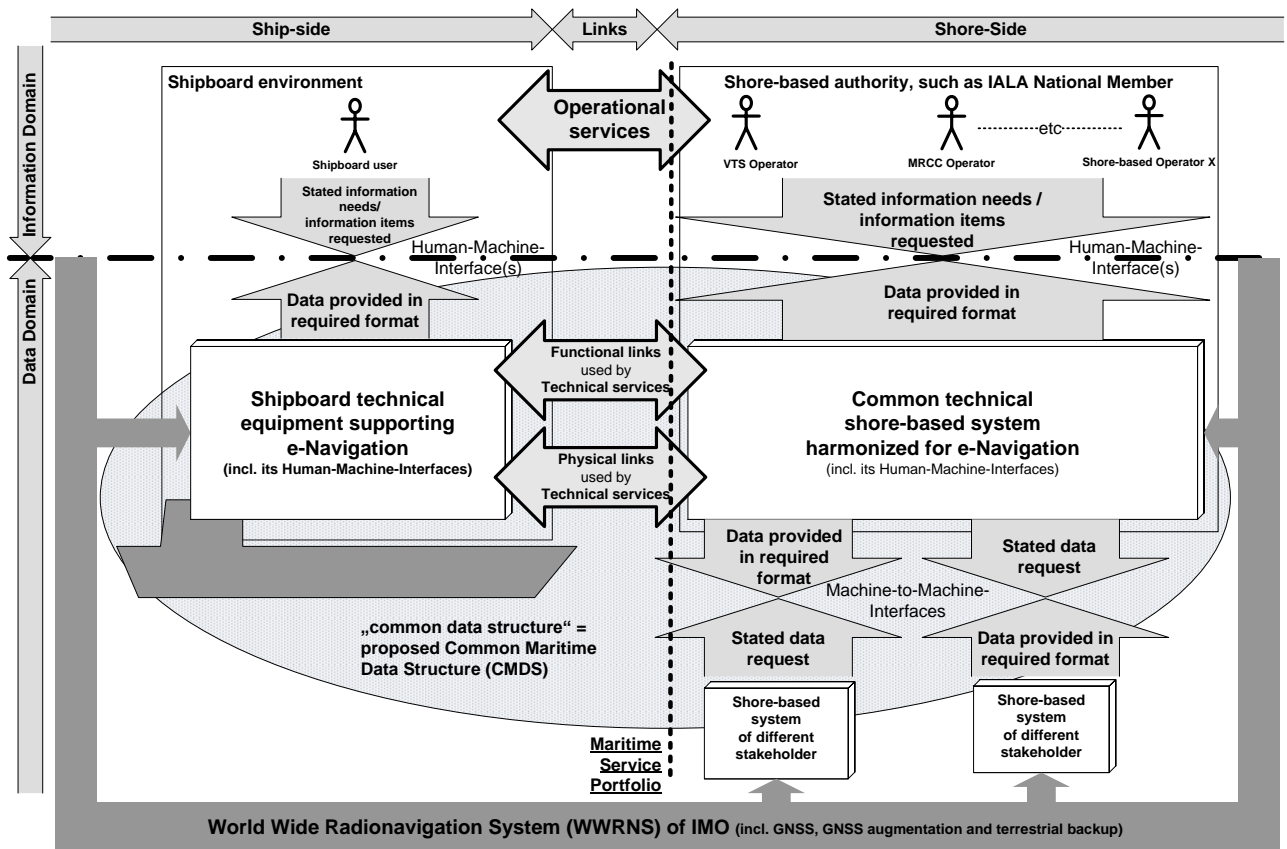 Ship-side
Links
Shore-Side
Information Domain
Data Domain
Shipboard environment
Shipboard user
Operational
services
Shore-based authority, such as IALA National Member
etc
VTS Operator
MRCC Operator
Shore-based Operator X
Stated information
needs/
information items
requested
Human-Machine-
Interface(s)
Stated information needs /
information items
requested
Human-Machine-
Interface(s)
Data provided in
required format
Data provided in
required format
Shipboard technical
equipment supporting
e-Navigation
(incl. its Human-Machine-Interfaces)
Functional links
used by
Technical services
Physical links
used by
Technical services
Common technical
shore-based system
harmonized for e-Navigation
(incl. its Human-Machine-Interfaces)
Data provided
in required
format
Stated data
request
Machine-to-Machine-
Interfaces
Stated data
request
Data provided in
required format
„common data structure“ =
proposed Common Maritime
Data Structure (CMDS)
Shore-based
system
of different
stakeholder
Shore-based
system
of different
stakeholder
Maritime
Service
Portfolio
World Wide Radionavigation System (WWRNS) of IMO (incl. GNSS, GNSS augmentation and terrestrial backup)